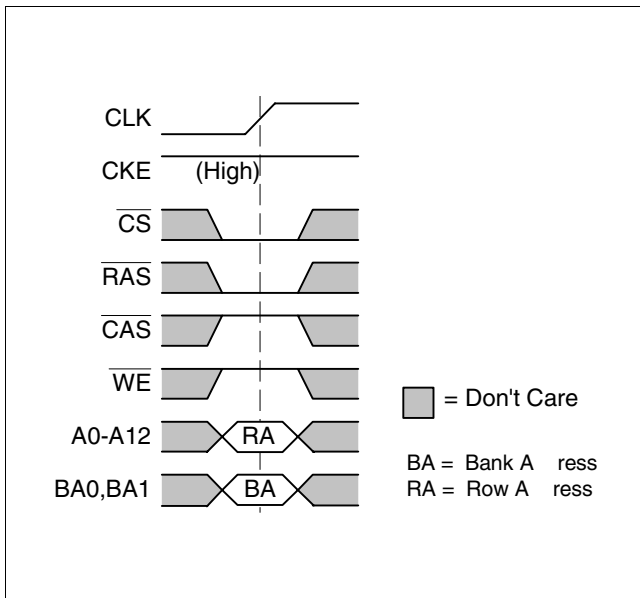 CLK
CKE (High)
CS
RAS
CAS
WE
= Don't Care
A0-A12 RA
BA = Bank A ress
RA = Row A ress
BA0,BA1 BA